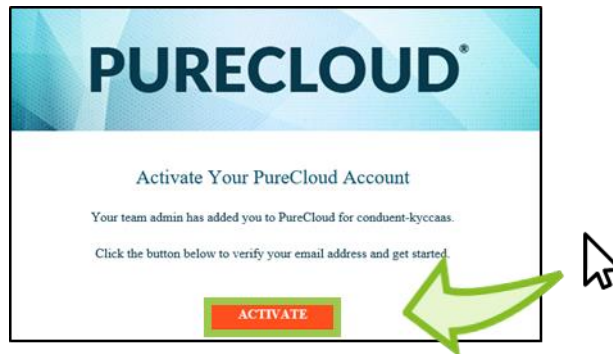 PURECLOUD®
Activate Your PureCloud Account
Your team admin has added you to PureCloud for conduent-kyccaas.
Click the button below to verify your email address and get started.
ACTIVATE